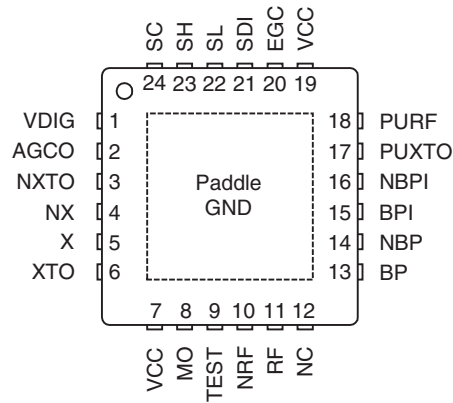 SC SH SL SDI EGC VCC
24 23 22 21 20 19
VDIG 1 18 PURF
AGCO 2 17 PUXTO
NXTO 3 Paddle 16 NBPI
NX 4 GND 15 BPI
X 5 14 NBP
XTO 6 13 BP
7 8 9 10 11 12
VCC MO TEST NRF RF NC